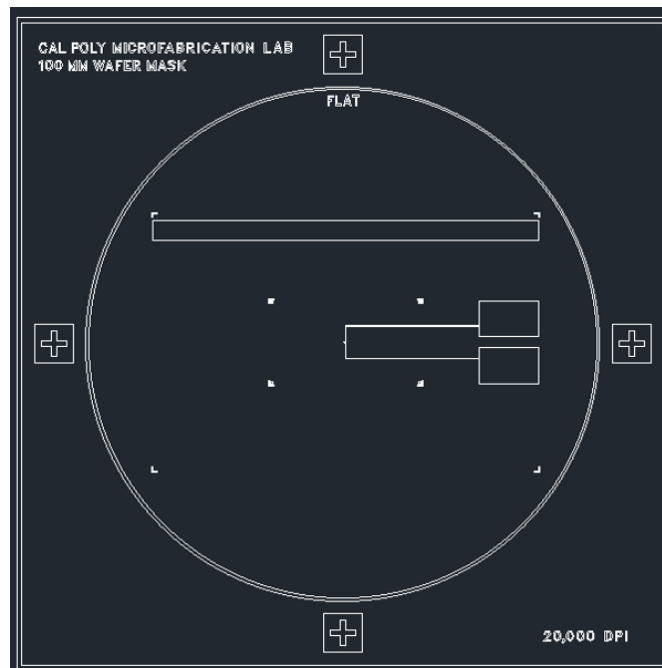 CAL POLY MICROFABRICATION LAB
100 MM WAFER MASK
FLAT
20,000 DPI